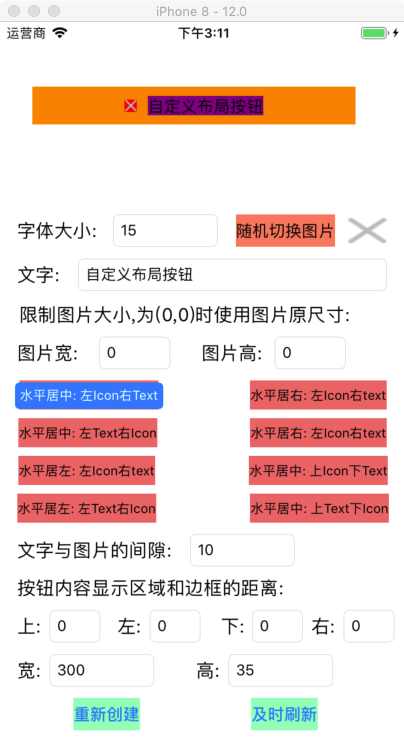 iPhone 8 - 12.0
运营商 下午3:11
自定义布局按钮
字体大小: 15 随机切换图片
文字: 自定义布局按钮
限制图片大小,为(0,0)时使用图片原尺寸:
图片宽: 0 图片高: 0
水平居中: 左Icon右Text 水平居右: 左Icon右text
水平居中: 左Text右Icon 水平居右: 左Icon右text
水平居左: 左Icon右text 水平居中: 上Icon下Text
水平居左: 左Text右Icon 水平居中: 上Text下Icon
文字与图片的间隙: 10
按钮内容显示区域和边框的距离:
上: 0 左: 0 下: 0 右: 0
宽: 300 高: 35
重新创建 及时刷新